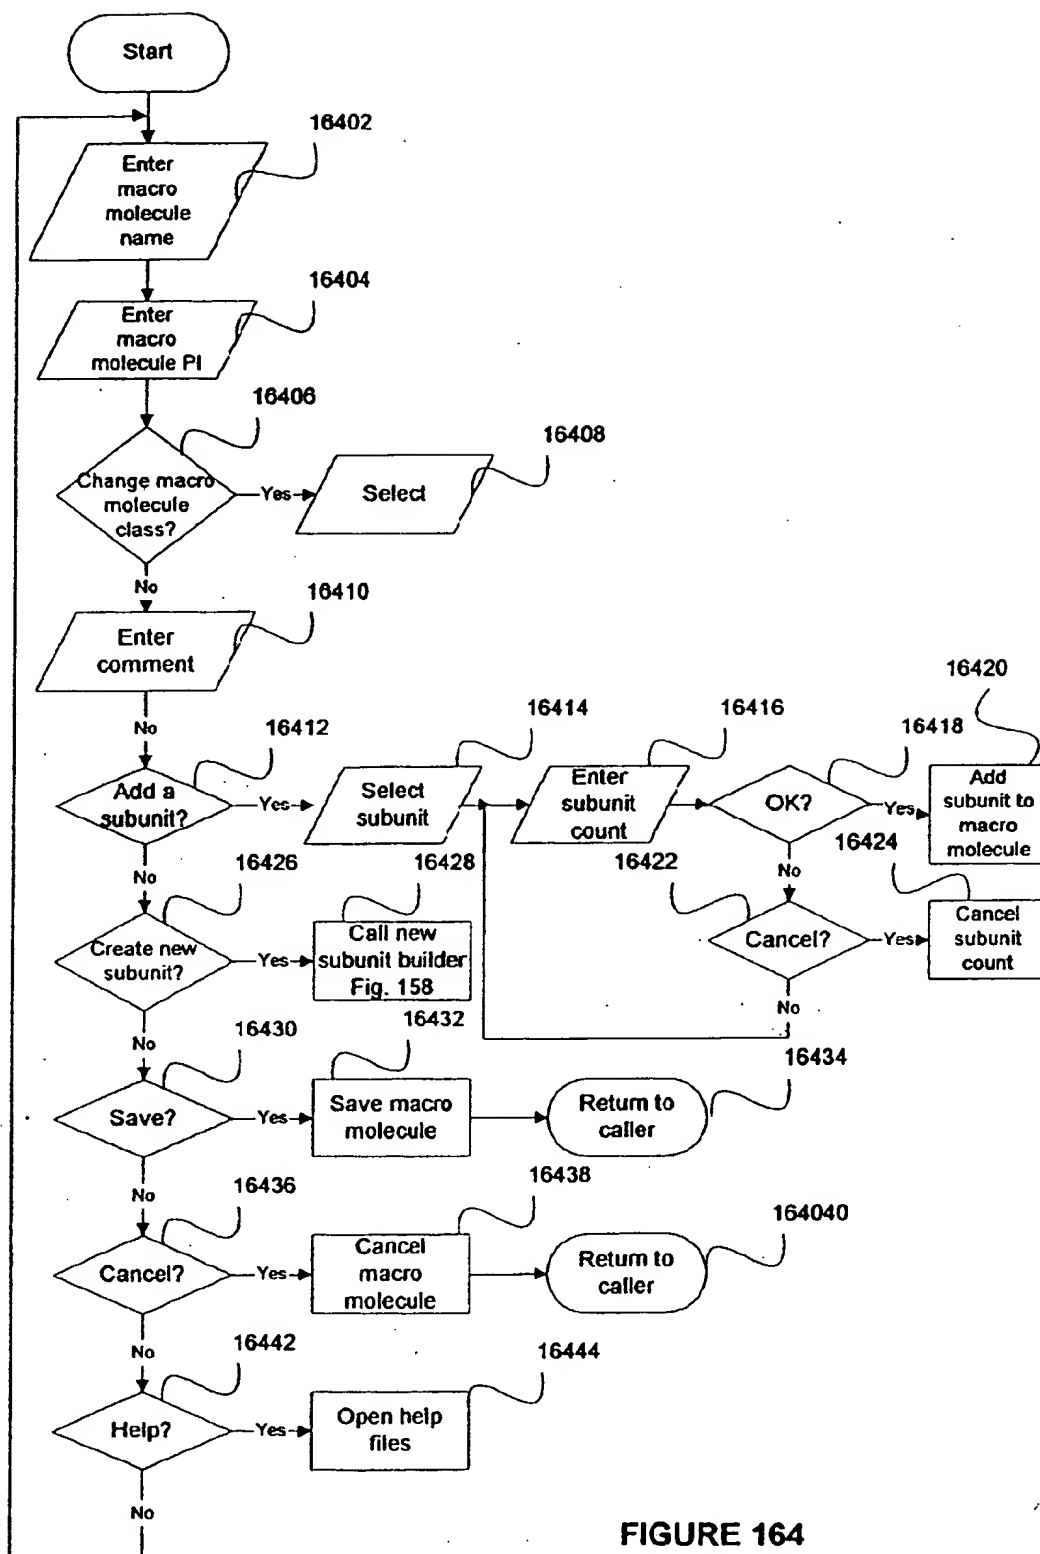 Start
16402
Enter
macro
molecule
name
16404
Enter
macro
molecule PI
16406
Change macro
molecule
class?
Yes
16408
Select
No
16410
Enter
comment
No
16412
Add a
subunit?
Yes
16414
Select
subunit
16416
Enter
subunit
count
16418
OK?
Yes
16420
Add
subunit to
macro
molecule
No
16422
Cancel?
Yes
16424
Cancel
subunit
count
No
No
16426
Create new
subunit?
Yes
16428
Call new
subunit builder
Fig. 158
No
16430
Save?
Yes
16432
Save macro
molecule
16434
Return to
caller
No
16436
Cancel?
Yes
16438
Cancel
macro
molecule
164040
Return to
caller
No
16442
Help?
Yes
16444
Open help
files
No
FIGURE 164